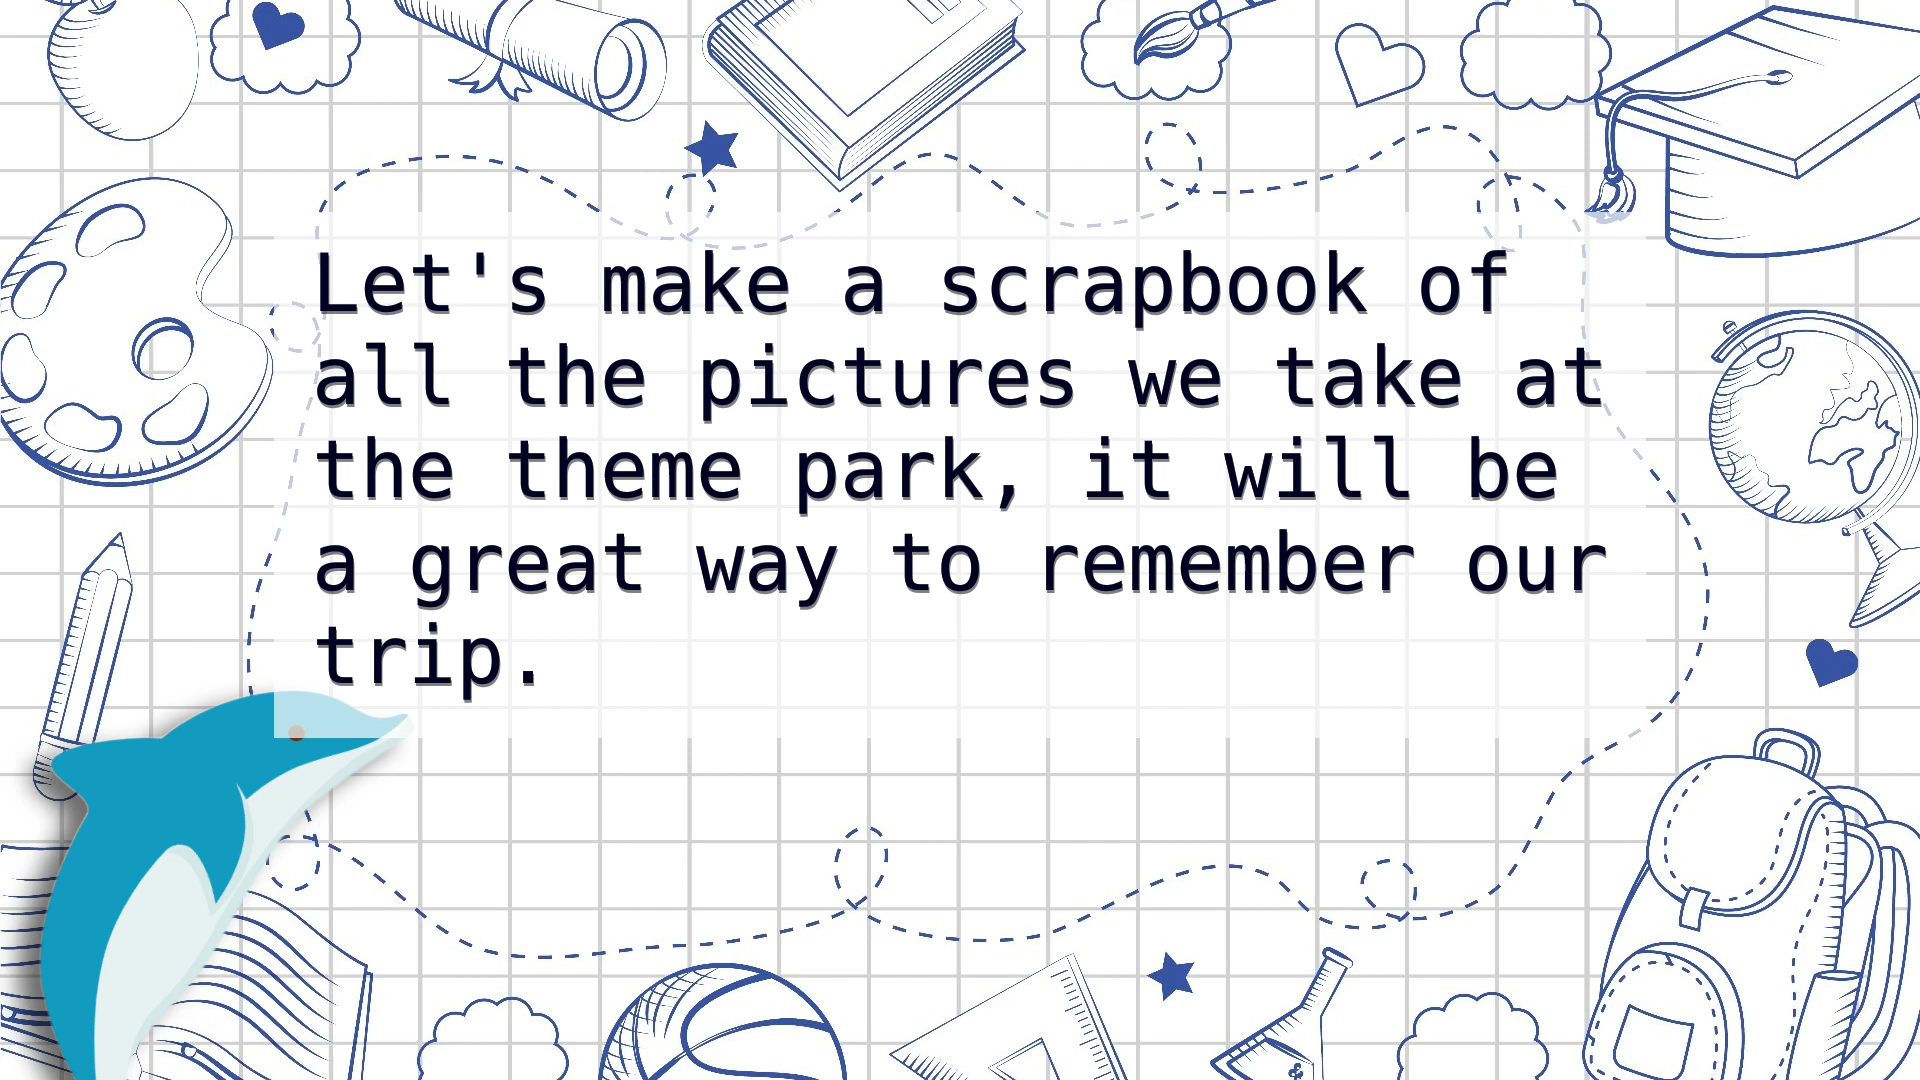 Let's make a scrapbook of
all the pictures we take at
the theme park, it will be
a great way to remember our
trip.